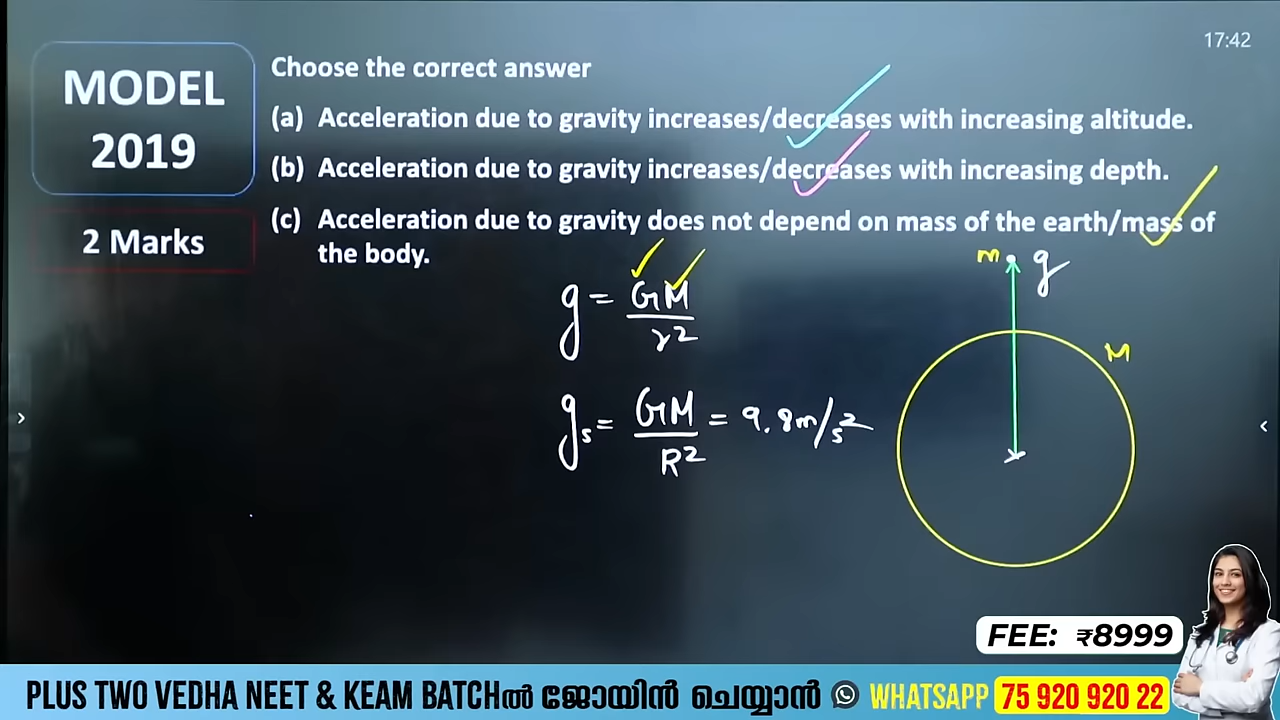 17:42
MODEL
2019
2 Marks
Choose the correct answer
(a) Acceleration due to gravity increases/decreases with increasing altitude.
(b) Acceleration due to gravity increases/decreases with increasing depth.
(c) Acceleration due to gravity does not depend on mass of the earth/mass of
the body.
g = GM/r²
gs = GM/R² = 9.8m/s²
m g
M
FEE: ₹8999
PLUS TWO VEDHA NEET & KEAM BATCHൽ ജോയിൻ ചെയ്യാൻ WHATSAPP 75 920 920 22